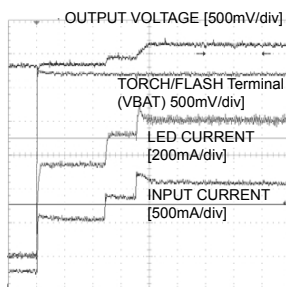 OUTPUT VOLTAGE [500mV/div]
TORCH/FLASH Terminal
(VBAT) 500mV/div]
LED CURRENT
[200mA/div]
INPUT CURRENT
[500mA/div]